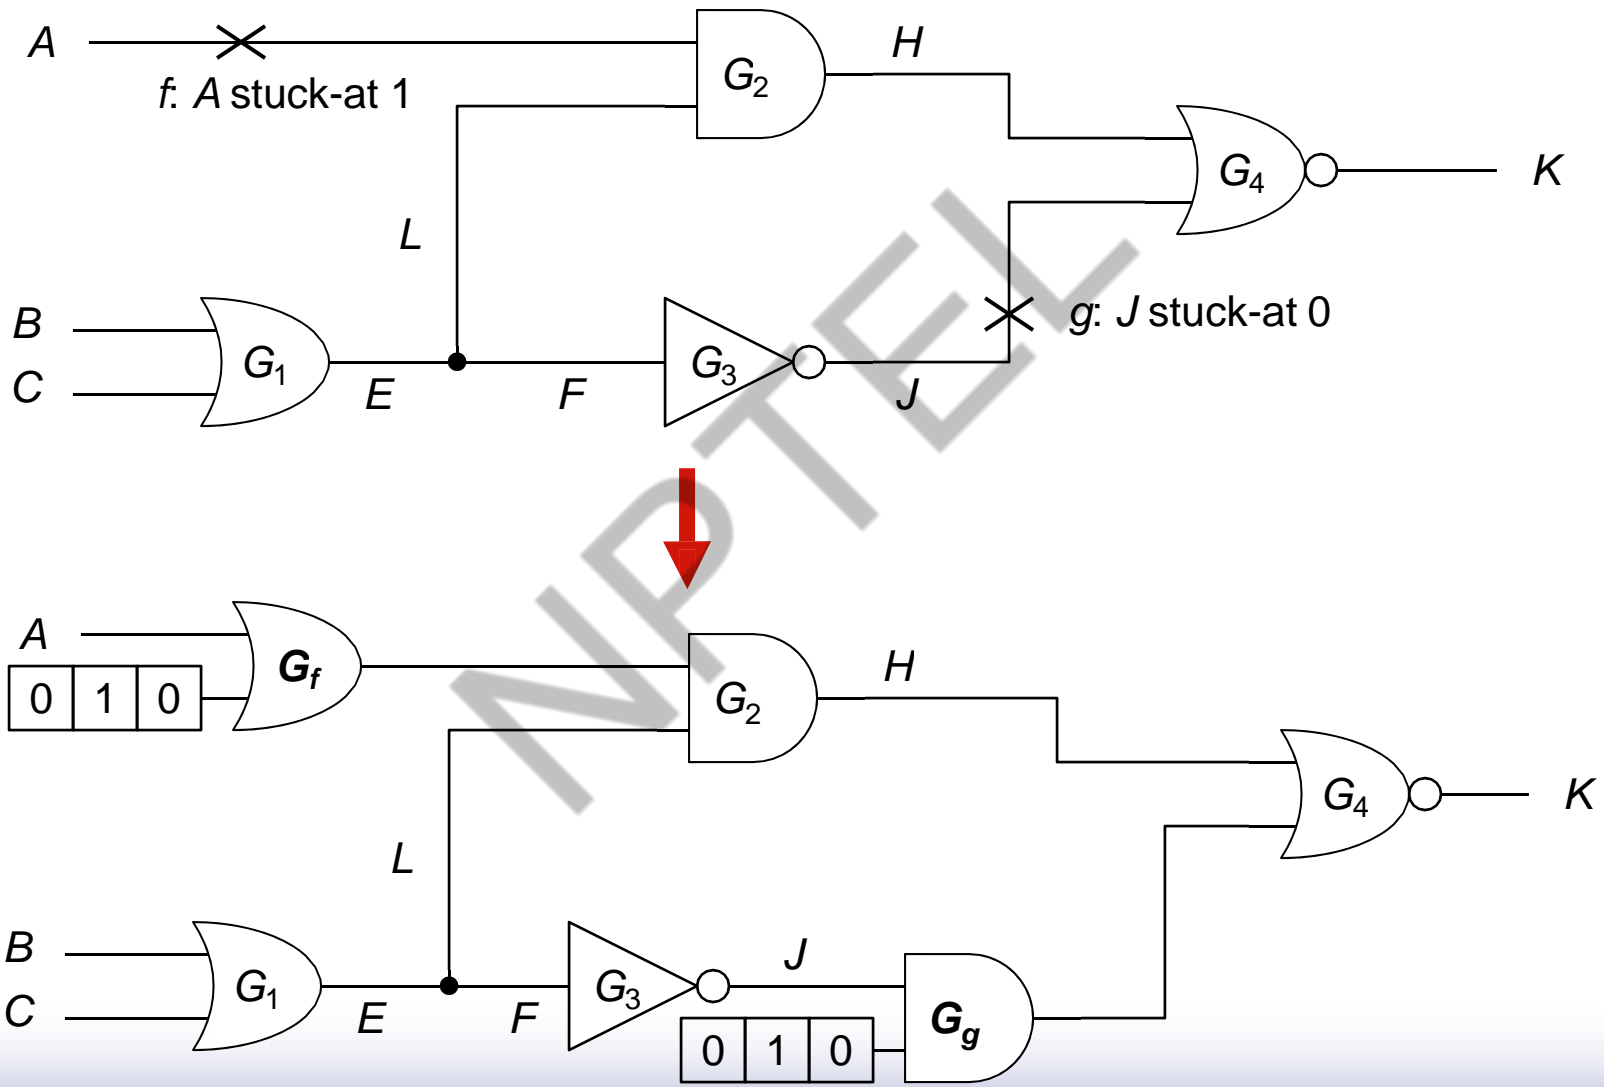 A
f: A stuck-at 1
G2
H
G4
K
L
B
C
G1
E
F
G3
J
g: J stuck-at 0
NPTEL
A
0 1 0
Gf
G2
H
G4
K
L
B
C
G1
E
F
G3
J
0 1 0
Gg